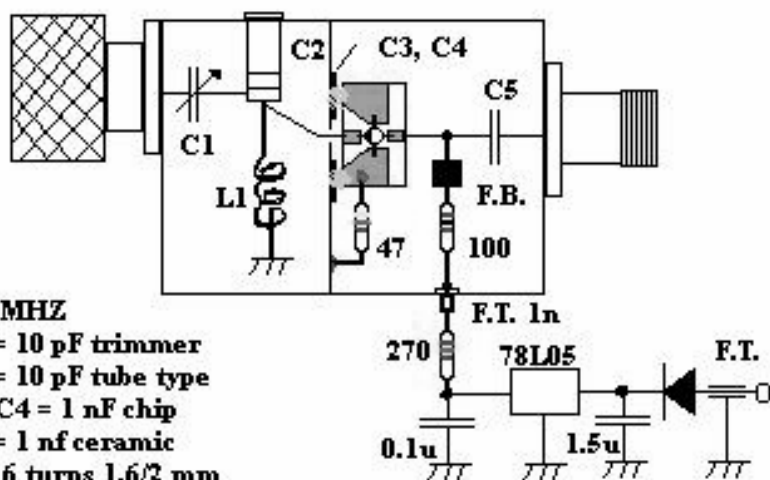 C2
C3, C4
C5
C1
L1
F.B.
47
100
F.T. 1n
MHZ
= 10 pF trimmer
= 10 pF tube type
C4 = 1 nF chip
= 1 nf ceramic
6 turns 1.6/2 mm
270
78L05
F.T.
0.1u
1.5u